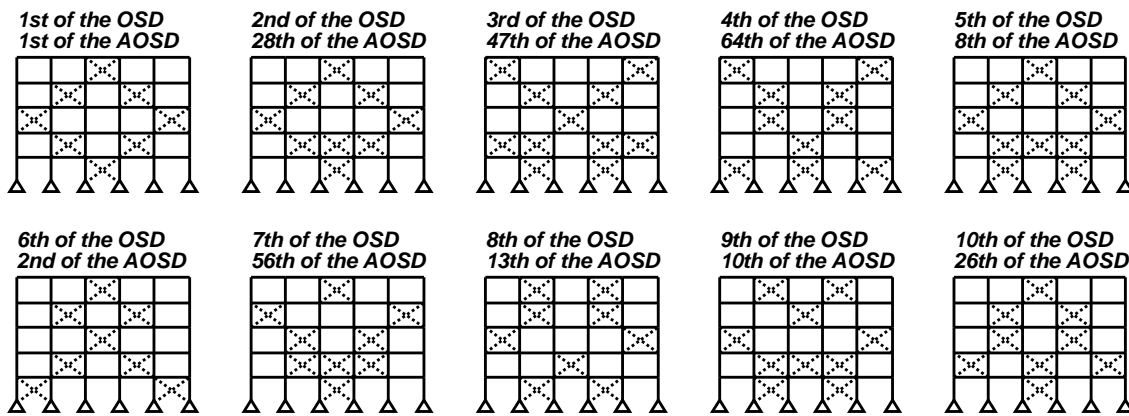 1st of the OSD
1st of the AOSD
2nd of the OSD
28th of the AOSD
3rd of the OSD
47th of the AOSD
4th of the OSD
64th of the AOSD
5th of the OSD
8th of the AOSD
6th of the OSD
2nd of the AOSD
7th of the OSD
56th of the AOSD
8th of the OSD
13th of the AOSD
9th of the OSD
10th of the AOSD
10th of the OSD
26th of the AOSD